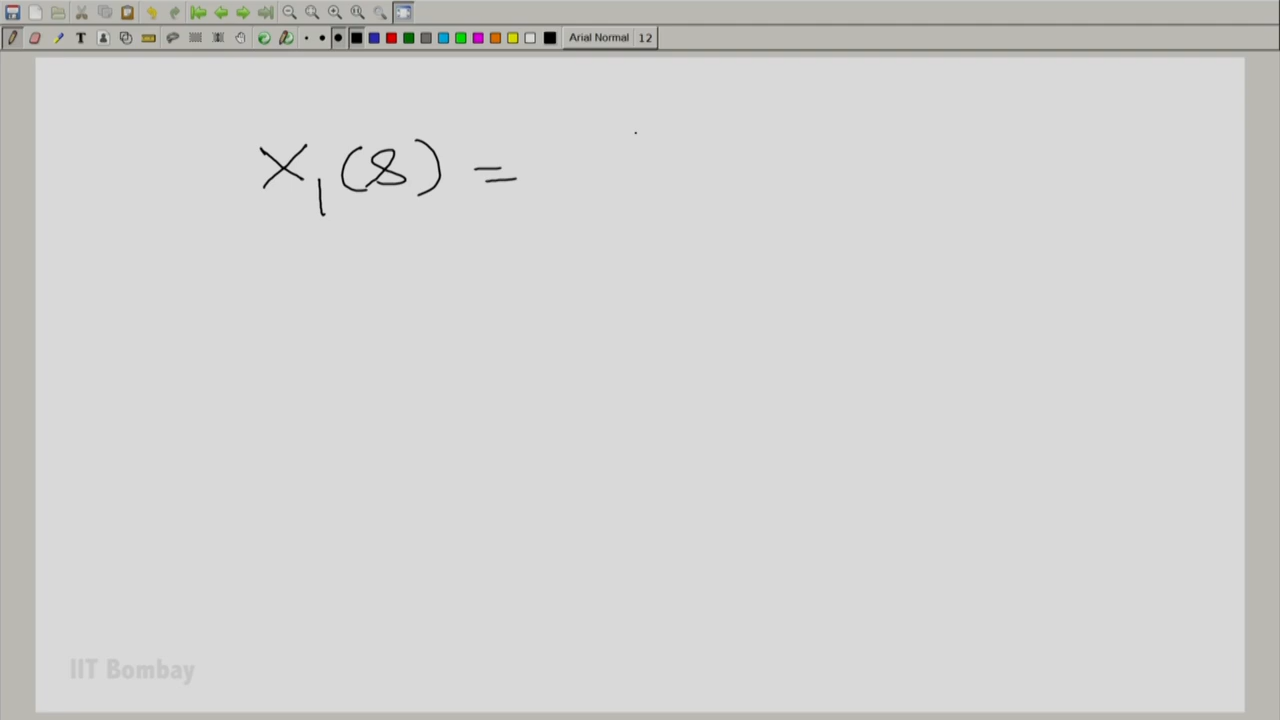 Arial Normal 12
X₁(s) =
IIT Bombay